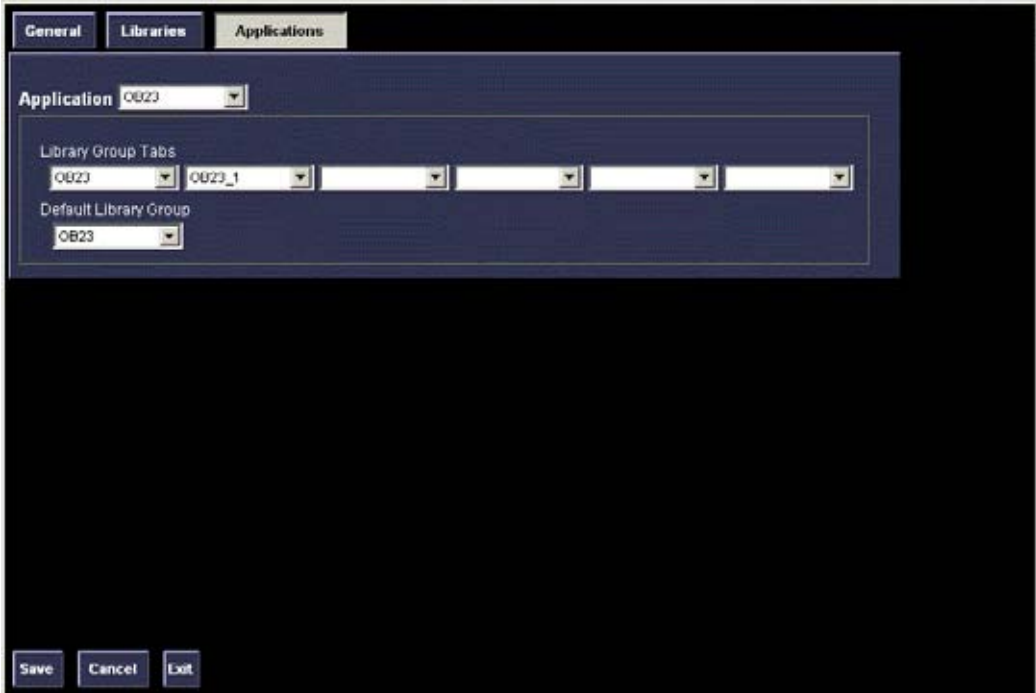 General Libraries Applications
Application OB23
Library Group Tabs
OB23 OB23_1
Default Library Group
OB23
Save Cancel Exit